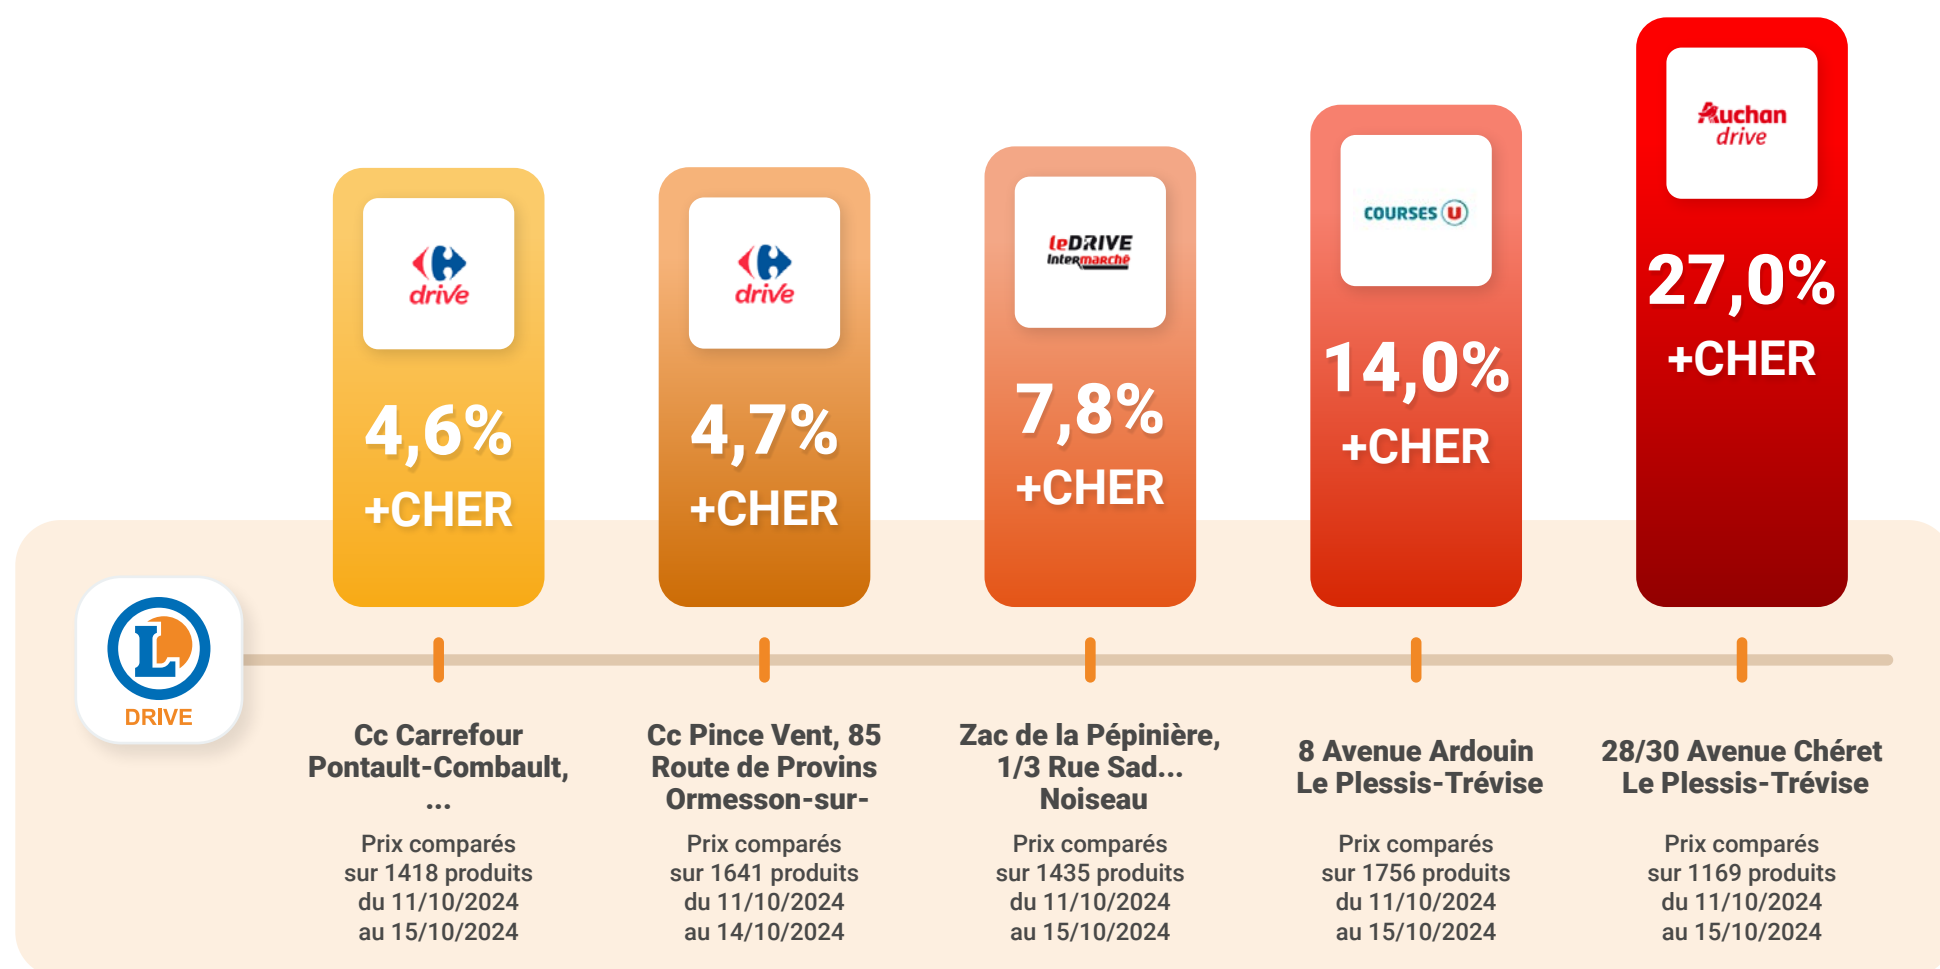 drive
4,6%
+CHER
drive
4,7%
+CHER
leDRIVE
Intermarché
7,8%
+CHER
COURSES U
14,0%
+CHER
Auchan
drive
27,0%
+CHER
L
DRIVE
Cc Carrefour
Pontault-Combault,
...
Prix comparés
sur 1418 produits
du 11/10/2024
au 15/10/2024
Cc Pince Vent, 85
Route de Provins
Ormesson-sur-
Prix comparés
sur 1641 produits
du 11/10/2024
au 14/10/2024
Zac de la Pépinière,
1/3 Rue Sad...
Noiseau
Prix comparés
sur 1435 produits
du 11/10/2024
au 15/10/2024
8 Avenue Ardouin
Le Plessis-Trévise
Prix comparés
sur 1756 produits
du 11/10/2024
au 15/10/2024
28/30 Avenue Chéret
Le Plessis-Trévise
Prix comparés
sur 1169 produits
du 11/10/2024
au 15/10/2024